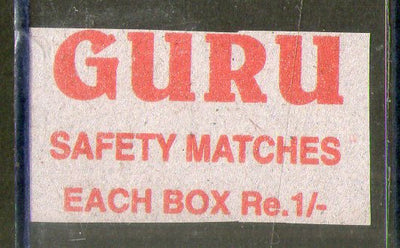 GURU
SAFETY MATCHES
EACH BOX Re.1/-